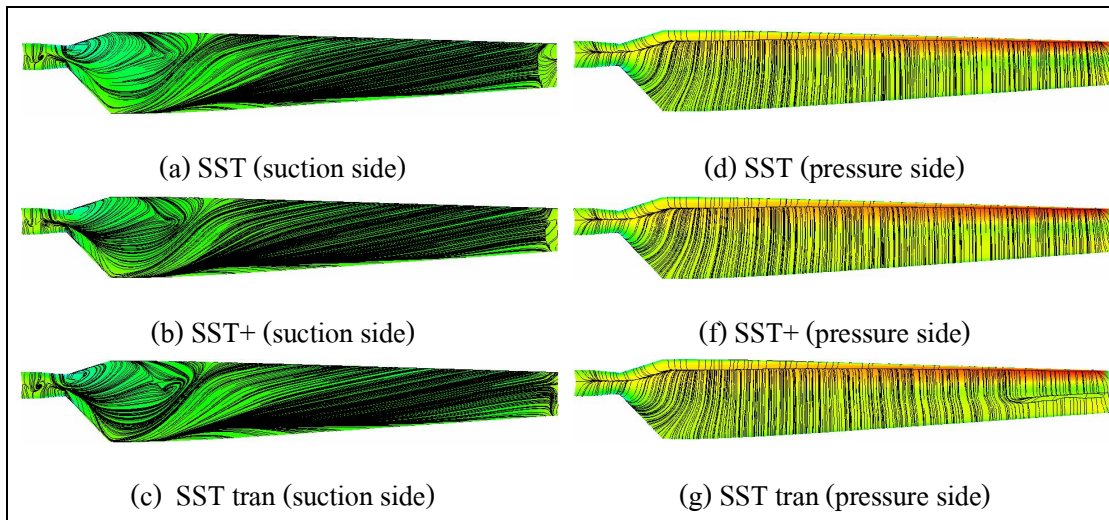 (a) SST (suction side)
(d) SST (pressure side)
(b) SST+ (suction side)
(f) SST+ (pressure side)
(c) SST tran (suction side)
(g) SST tran (pressure side)